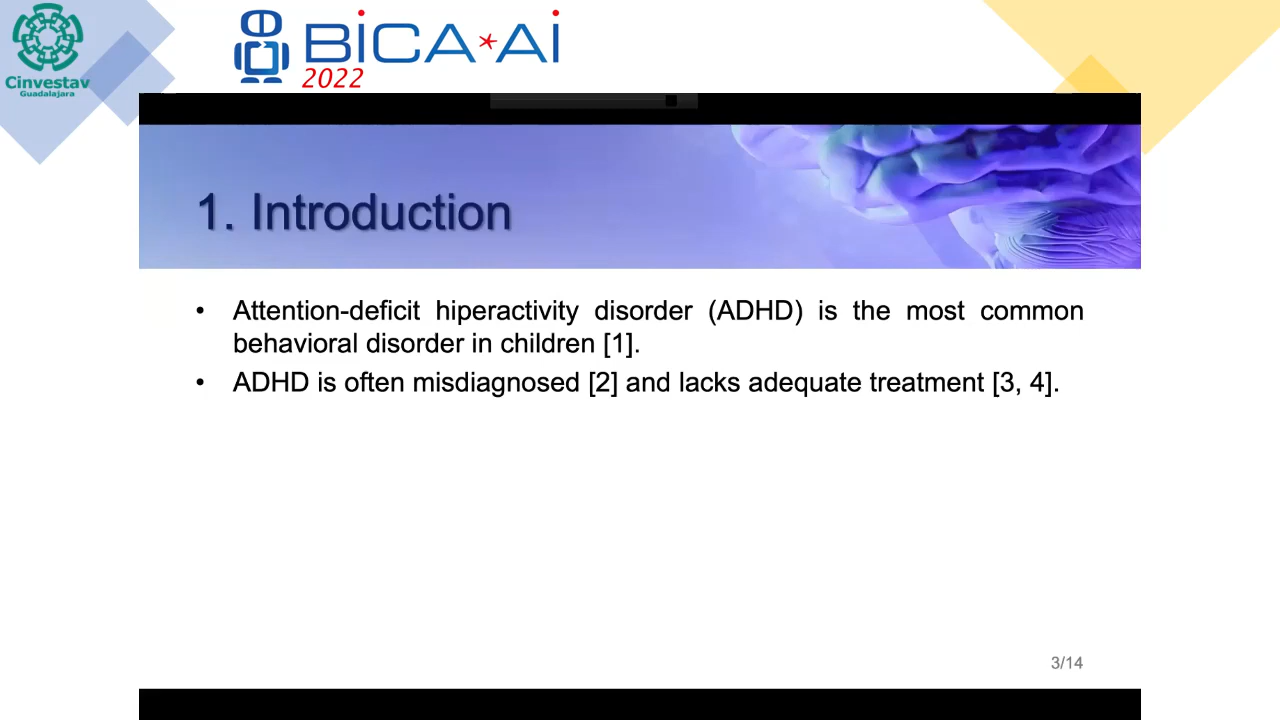 Cinvestav
Guadalajara
BiCA*Ai
2022
1. Introduction
• Attention-deficit hiperactivity disorder (ADHD) is the most common
behavioral disorder in children [1].
• ADHD is often misdiagnosed [2] and lacks adequate treatment [3, 4].
3/14